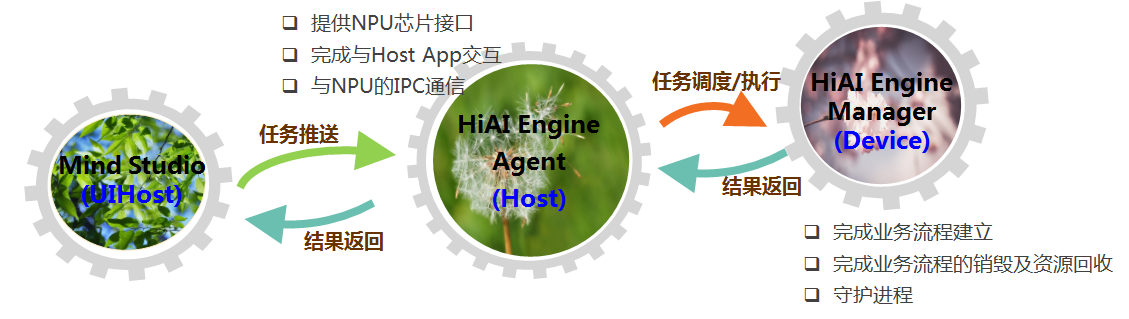 提供NPU芯片接口
完成与Host App交互
与NPU的IPC通信
Mind Studio
(UIHost)
任务推送
结果返回
HiAI Engine
Agent
(Host)
任务调度/执行
结果返回
HiAI Engine
Manager
(Device)
完成业务流程建立
完成业务流程的销毁及资源回收
守护进程